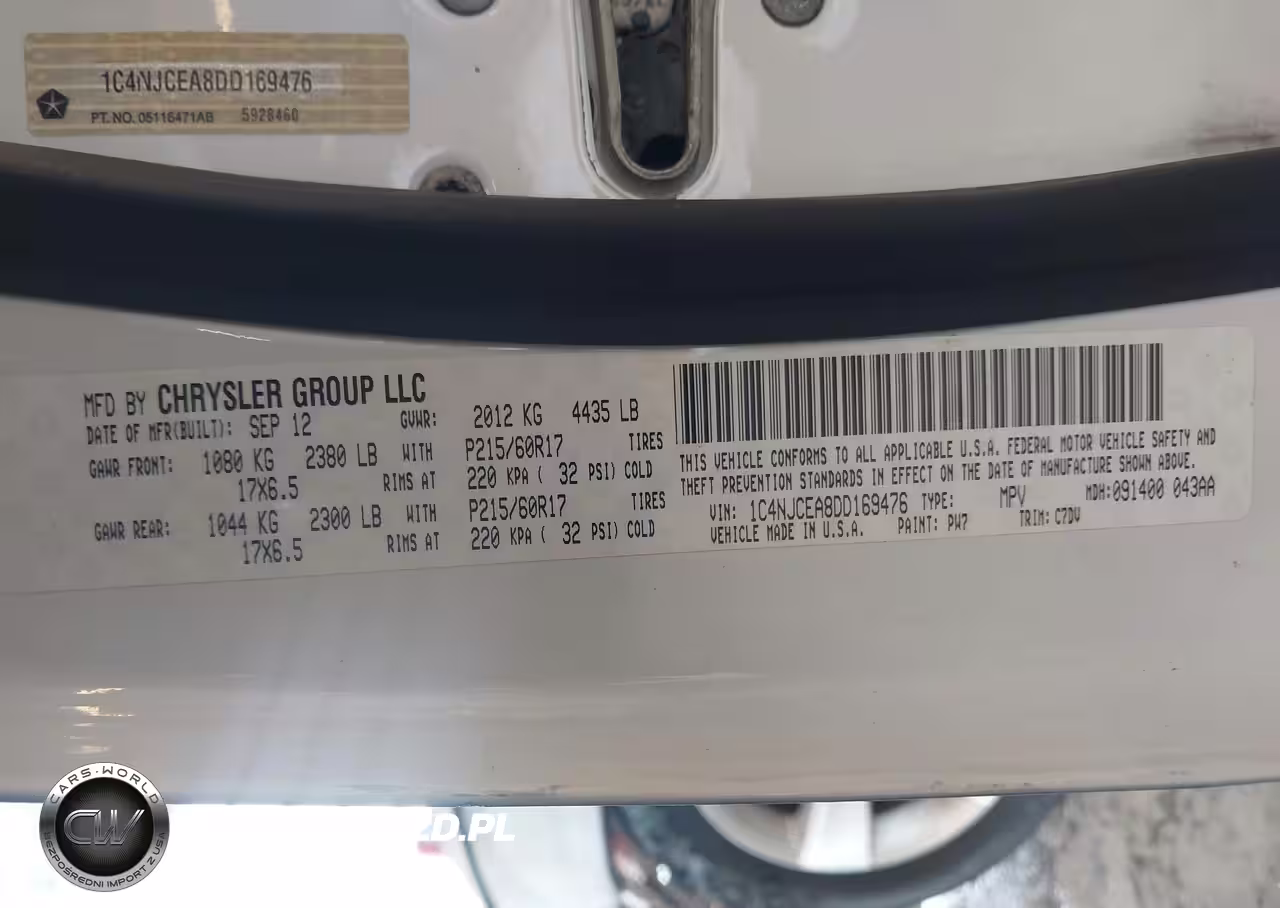 1C4NJCEA8DD169476
PT. NO. 05116471AB 5928460
MFD BY CHRYSLER GROUP LLC
DATE OF MFR(BUILT): SEP 12 GVWR: 2012 KG 4435 LB
GAWR FRONT: 1080 KG 2380 LB WITH P215/60R17 TIRES
17X6.5 RIMS AT 220 KPA ( 32 PSI) COLD
GAWR REAR: 1044 KG 2300 LB WITH P215/60R17 TIRES
17X6.5 RIMS AT 220 KPA ( 32 PSI) COLD
THIS VEHICLE CONFORMS TO ALL APPLICABLE U.S.A. FEDERAL MOTOR VEHICLE SAFETY AND
THEFT PREVENTION STANDARDS IN EFFECT ON THE DATE OF MANUFACTURE SHOWN ABOVE.
VIN: 1C4NJCEA8DD169476 TYPE: MPV MDH:091400 043AA
VEHICLE MADE IN U.S.A. PAINT: PW7 TRIM: C7DV
CARS-WORLD
CW
BEZPOŚREDNI IMPORT Z USA
D.PL